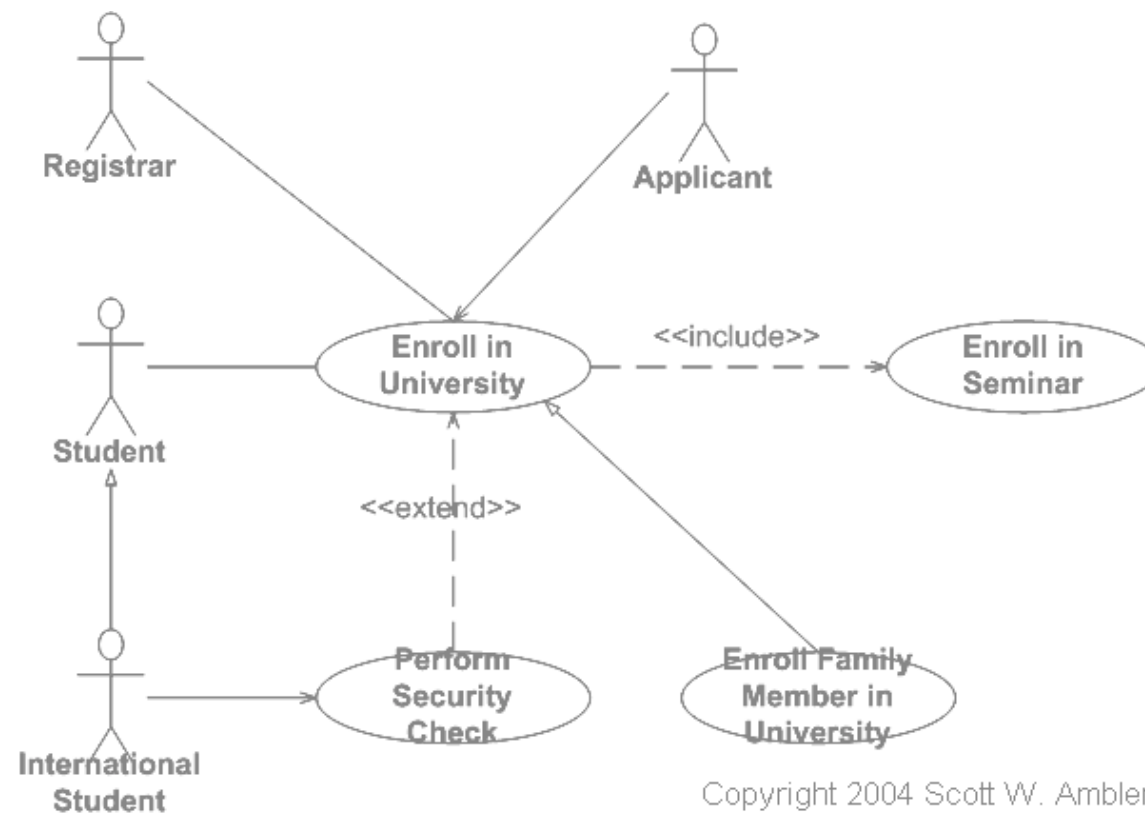 Registrar
Applicant
Enroll in
University
<<include>>
Enroll in
Seminar
Student
<<extend>>
Perform
Security
Check
Enroll Family
Member in
University
International
Student
Copyright 2004 Scott W. Ambler